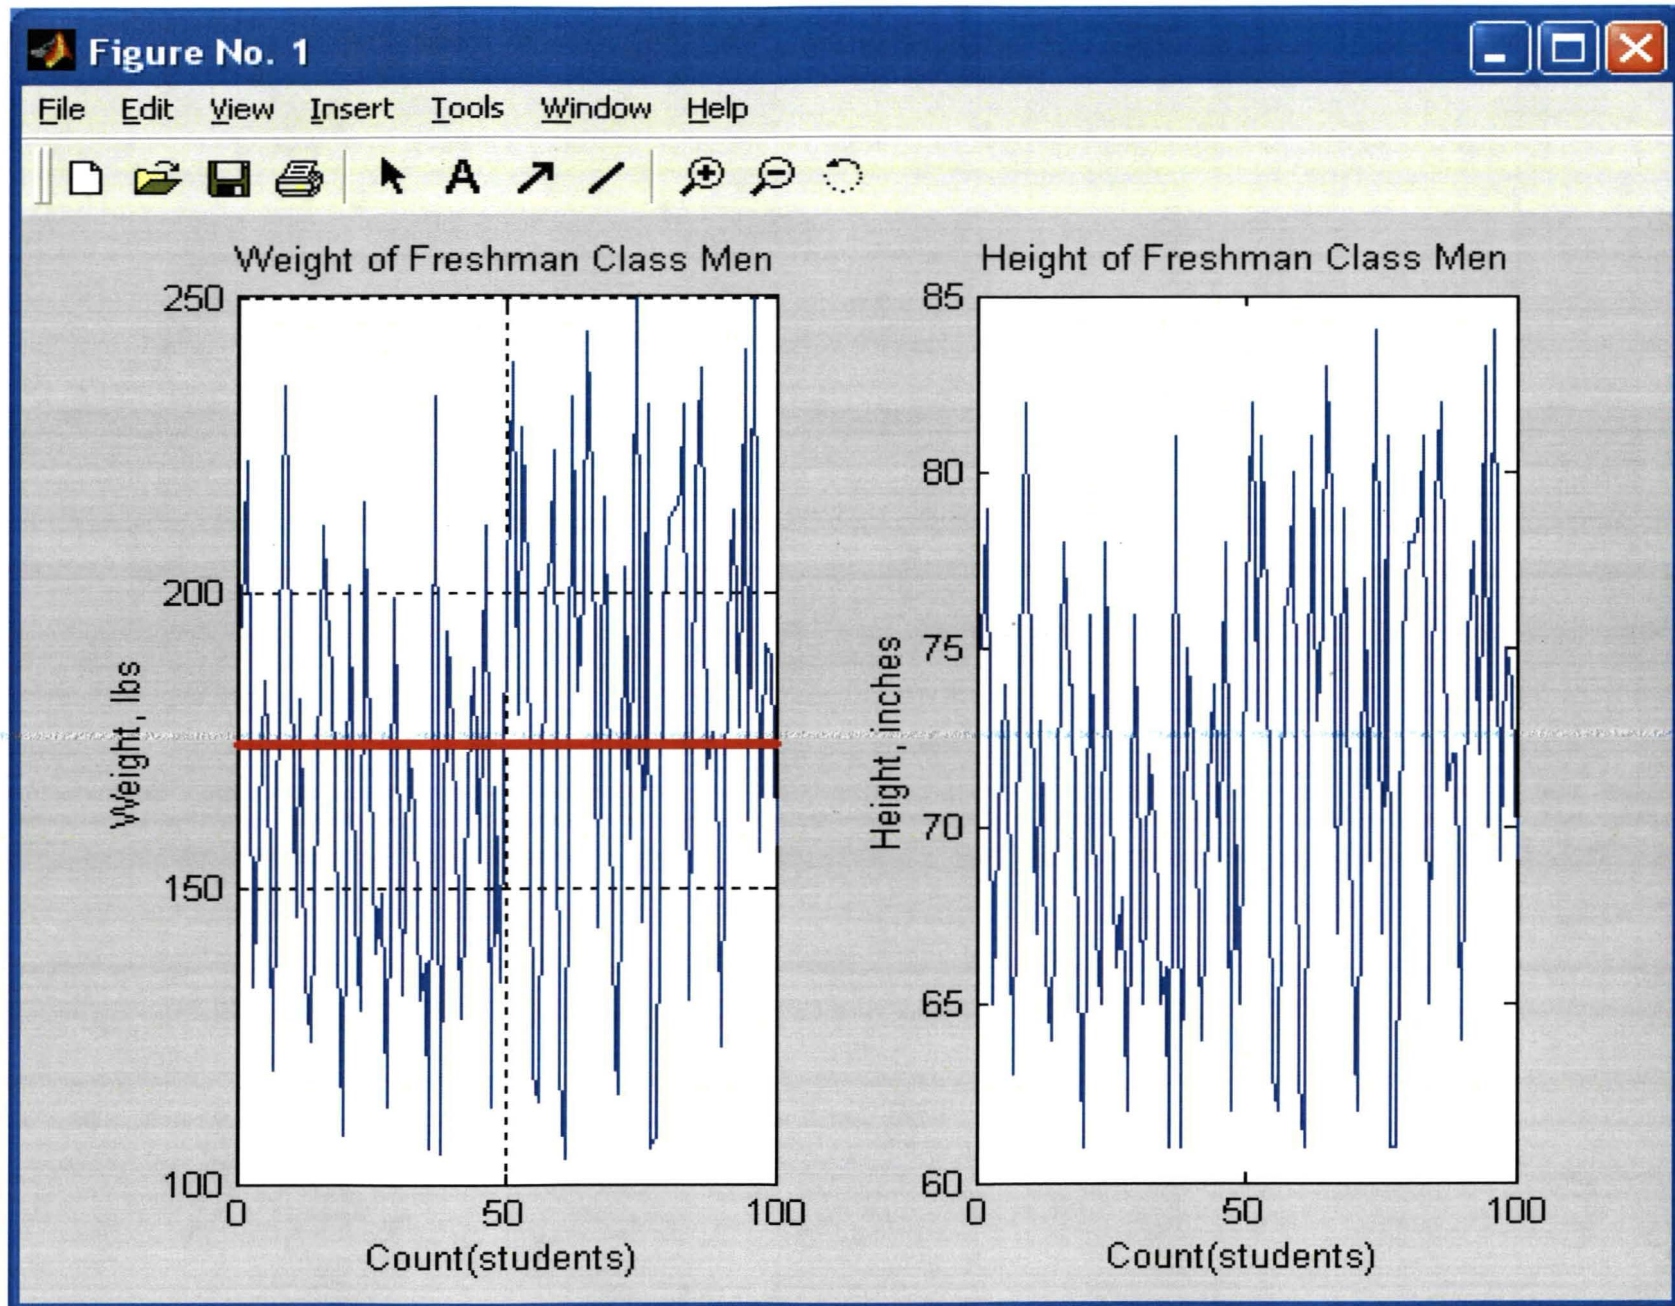 Figure No. 1
File Edit View Insert Tools Window Help
A
Weight of Freshman Class Men
250
200
150
100
0 50 100
Weight, lbs
Count(students)
Height of Freshman Class Men
85
80
75
70
65
60
0 50 100
Height, inches
Count(students)